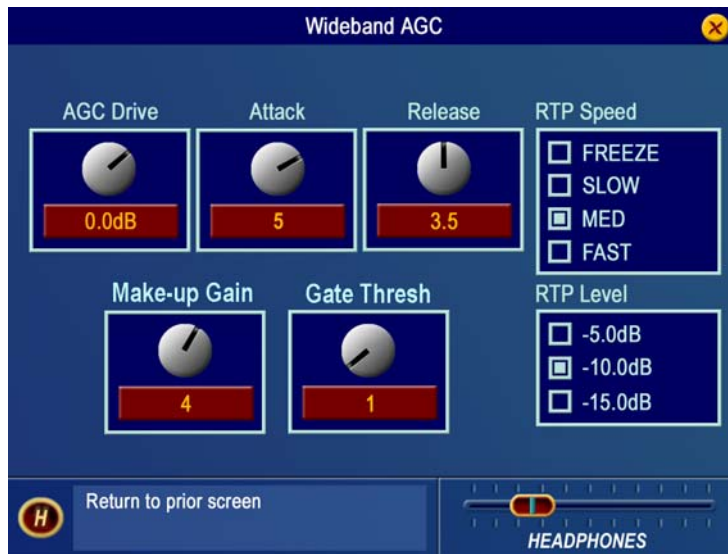 Wideband AGC
AGC Drive
0.0dB
Attack
5
Release
3.5
RTP Speed
FREEZE
SLOW
MED
FAST
Make-up Gain
4
Gate Thresh
1
RTP Level
-5.0dB
-10.0dB
-15.0dB
H
Return to prior screen
HEADPHONES